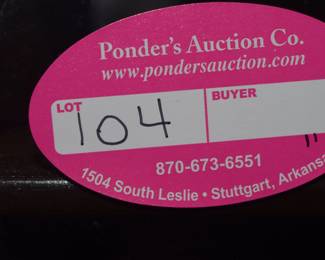 Ponder's Auction Co.
www.pondersauction.com
LOT BUYER
104
870-673-6551
1504 South Leslie • Stuttgart, Arkansa